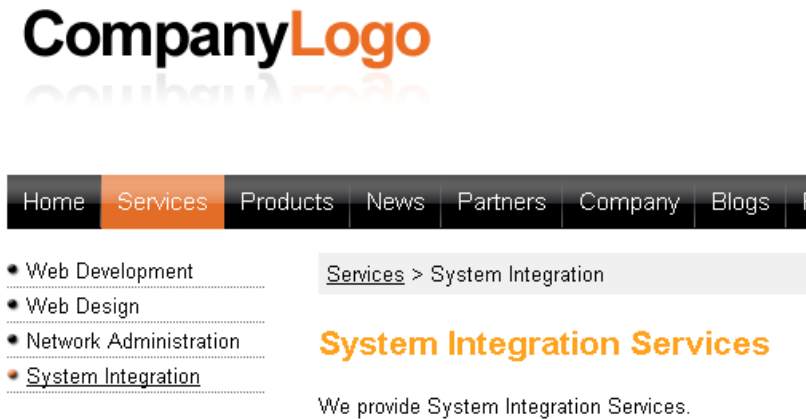 CompanyLogo
Home Services Products News Partners Company Blogs
Web Development
Web Design
Network Administration
System Integration
Services > System Integration
System Integration Services
We provide System Integration Services.